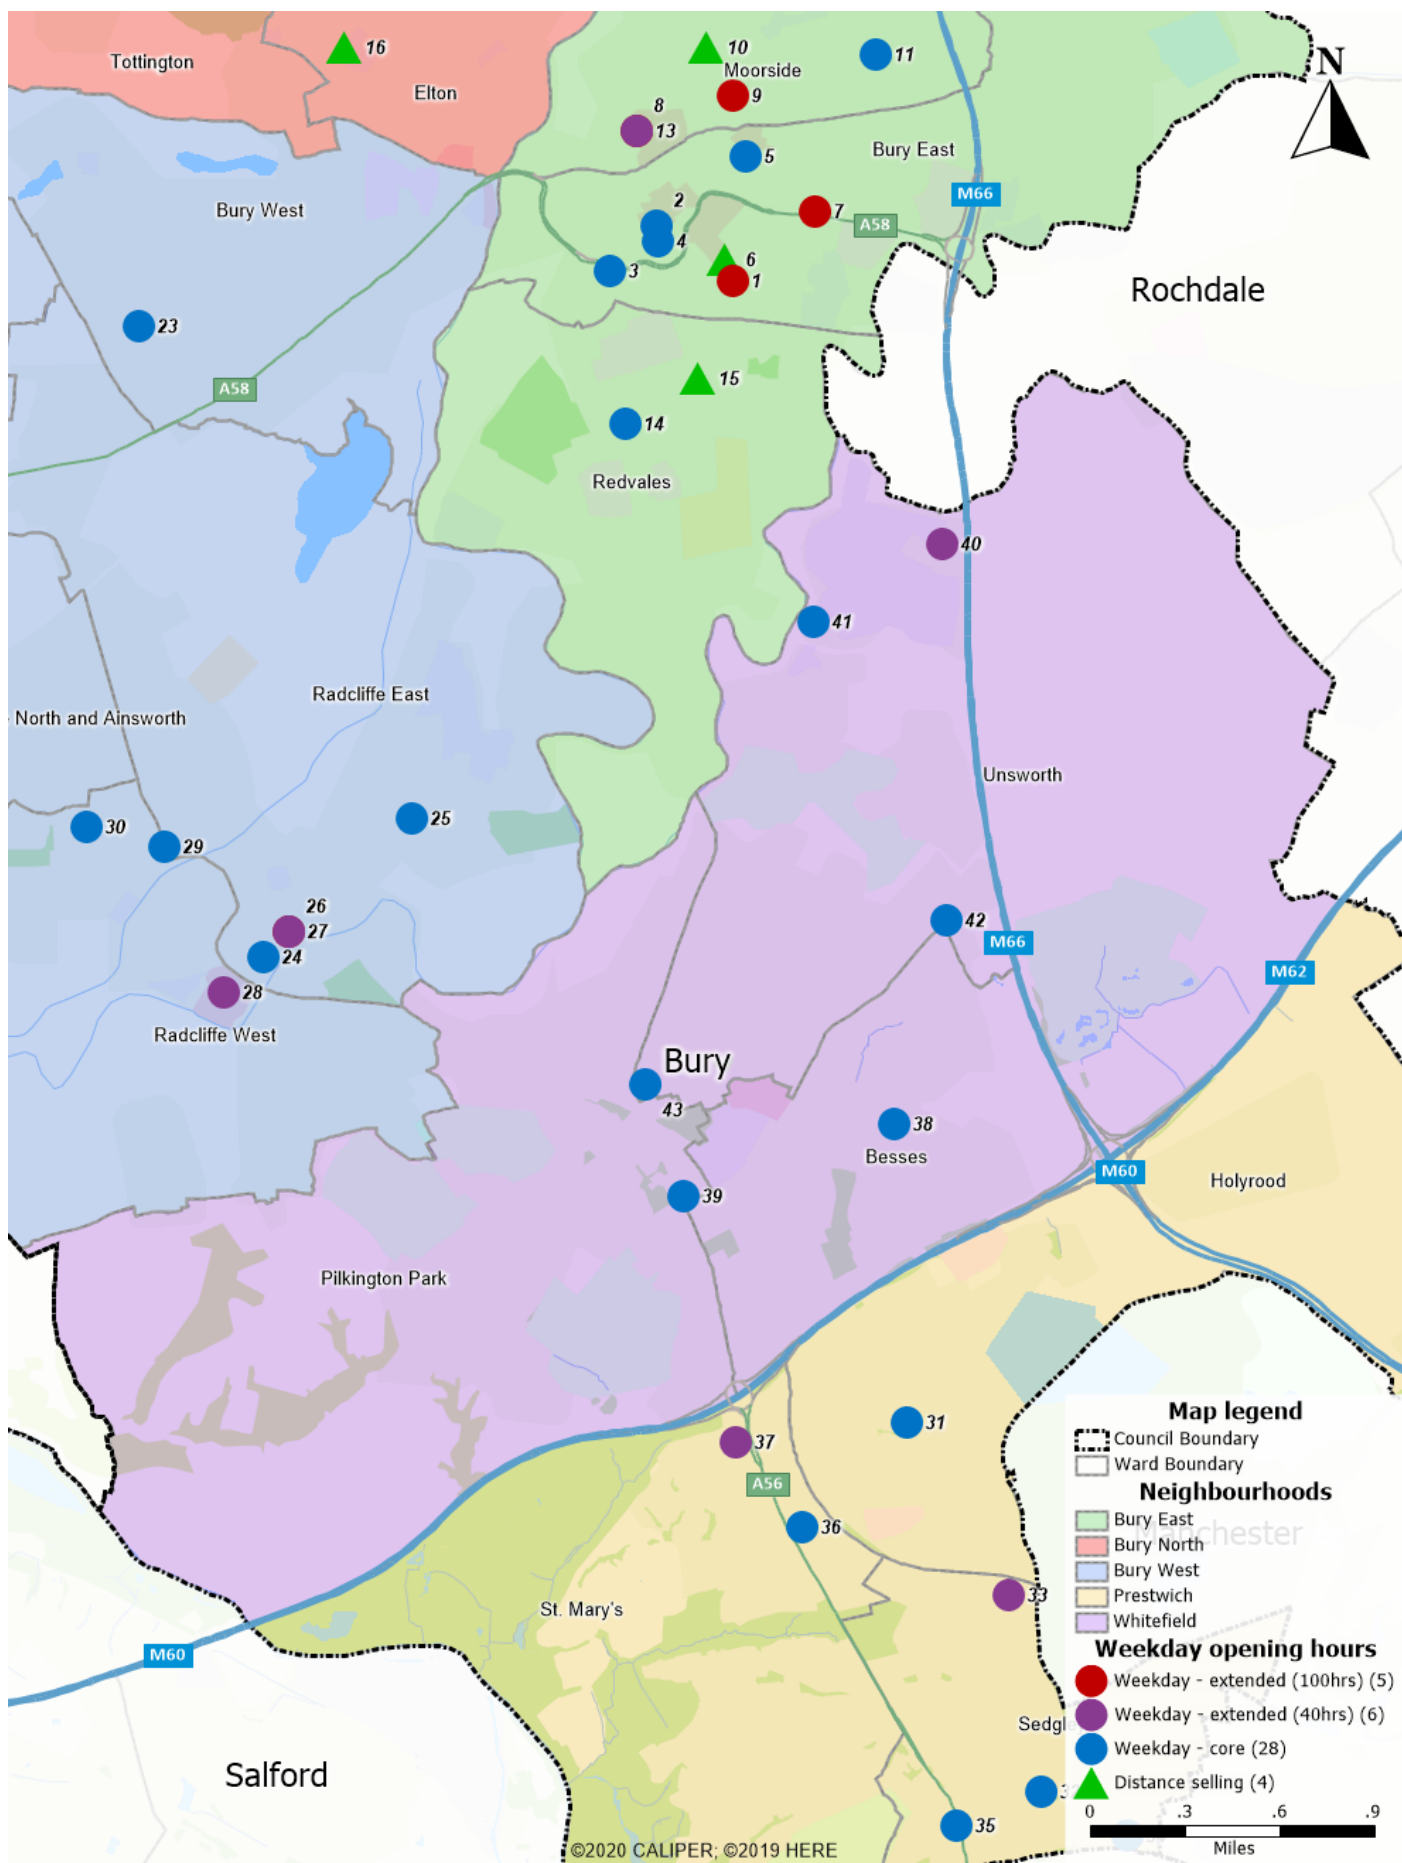 16
10
Tottington
Moorside
11
N
Elton
9
8
13
5
Bury East
M66
Bury West
2
7
A58
4
3
6
1
Rochdale
23
A58
15
14
Redvales
40
41
Radcliffe East
North and Ainsworth
Unsworth
30
29
25
26
27
42
24
M66
M62
28
Radcliffe West
Bury
43
38
Besses
M60
Holyrood
39
Pilkington Park
31
37
A56
36
33
St. Mary's
M60
Salford
35
©2020 CALIPER; ©2019 HERE
Map legend
Council Boundary
Ward Boundary
Neighbourhoods
Bury East
Manchester
Bury North
Bury West
Prestwich
Whitefield
Weekday opening hours
Weekday - extended (100hrs) (5)
Weekday - extended (40hrs) (6)
Weekday - core (28)
Distance selling (4)
0 .3 .6 .9
Miles